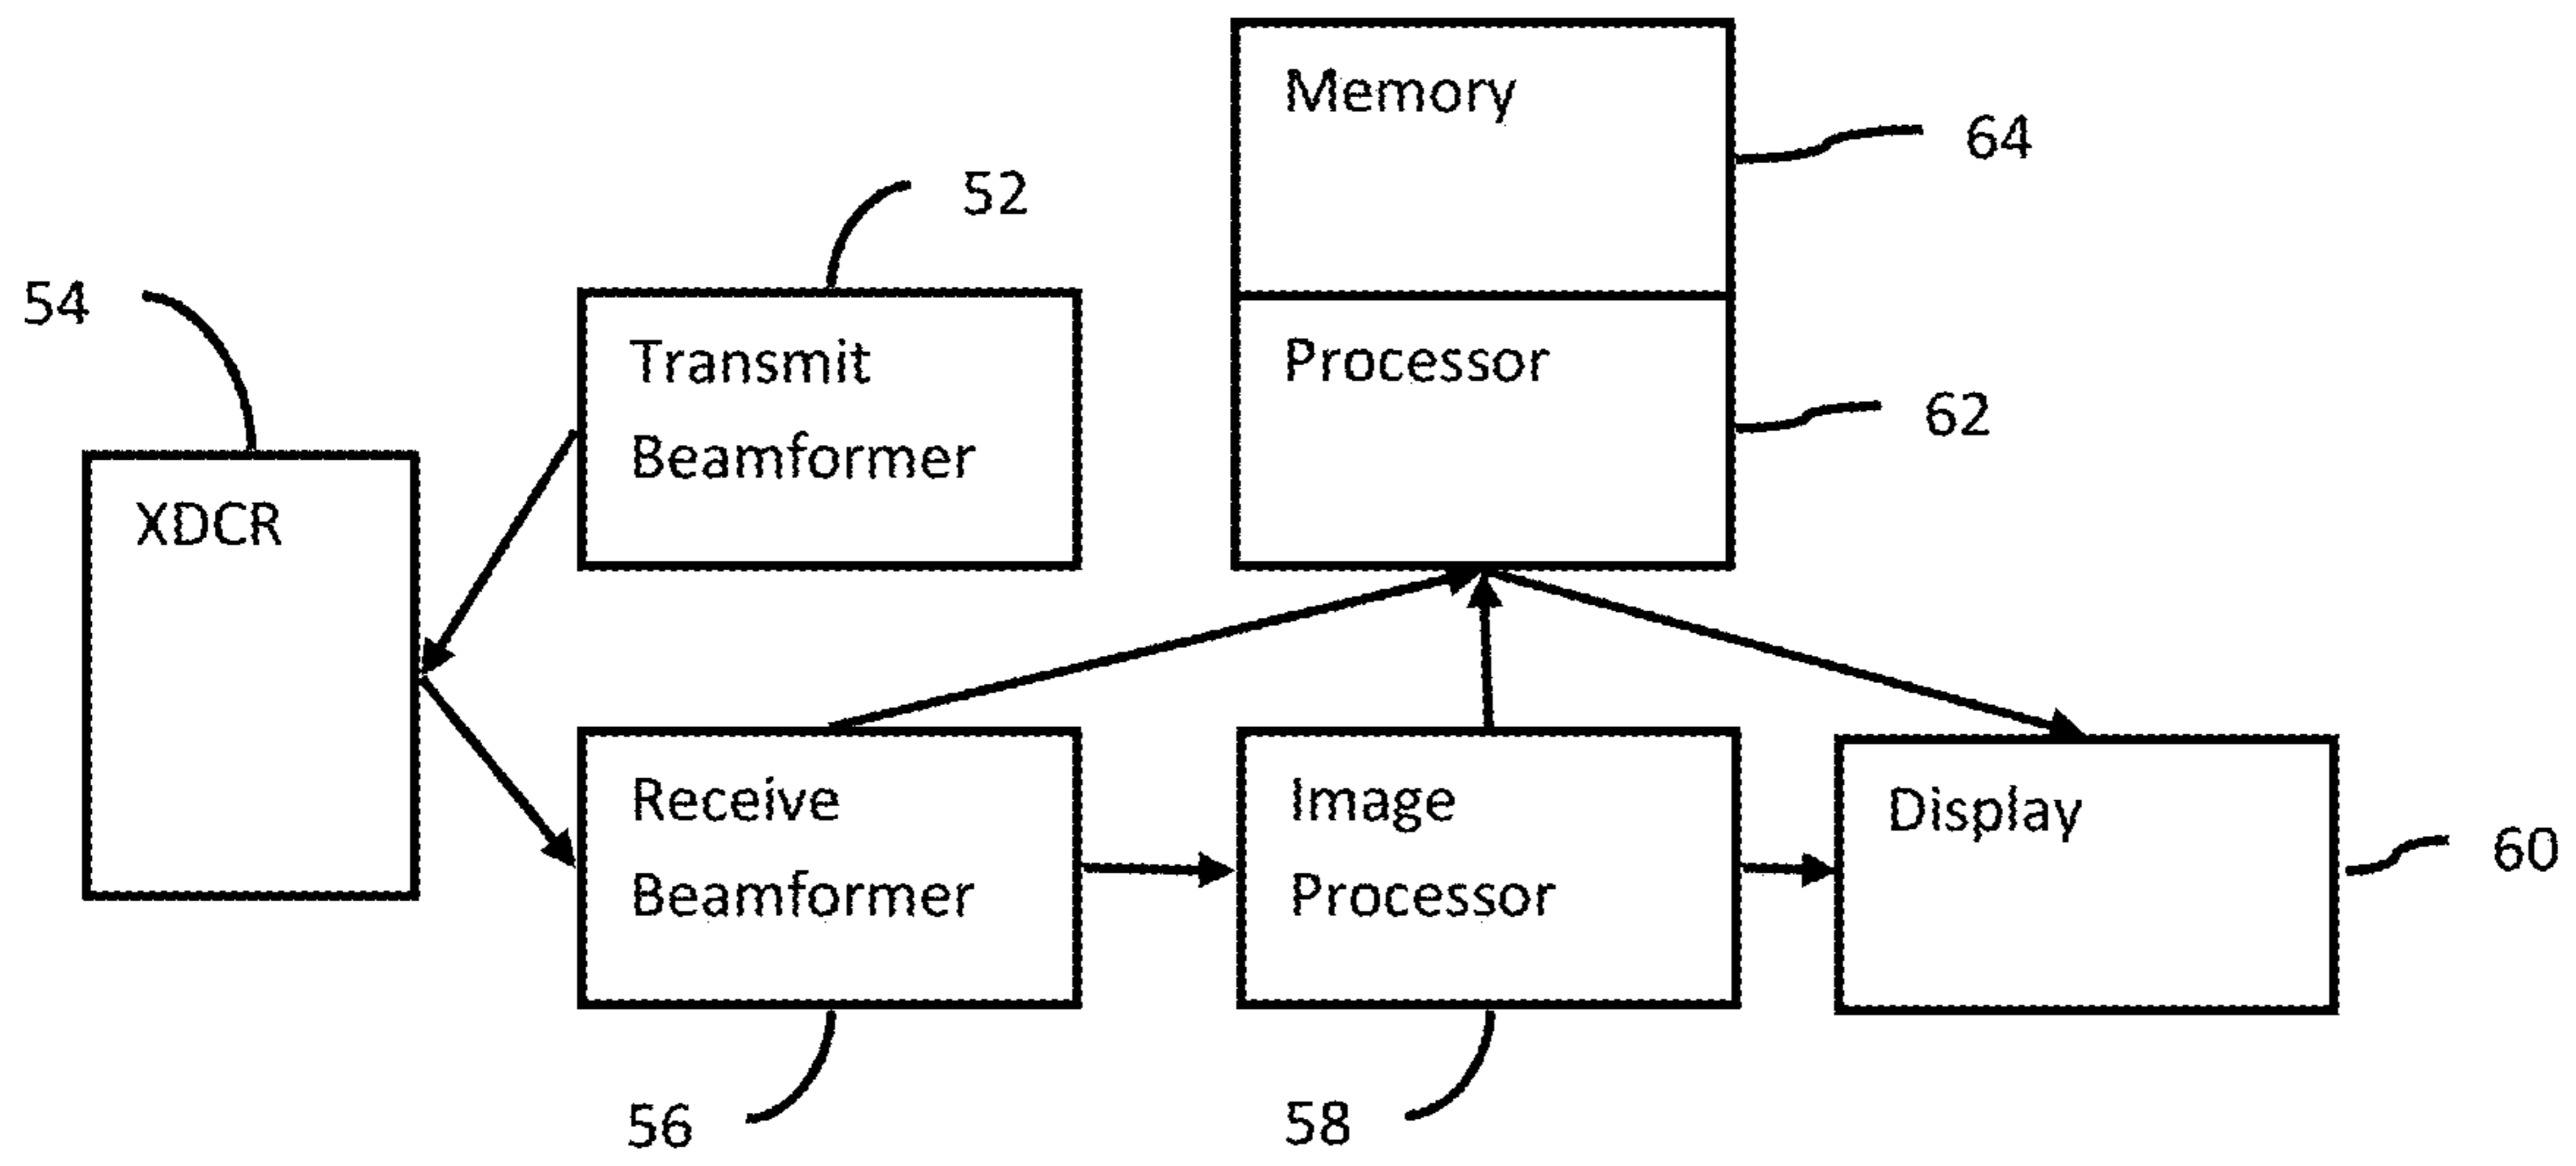 Memory
64
52
54
Transmit
Beamformer
Processor
62
XDCR
Receive
Beamformer
Image
Processor
Display
60
56
58